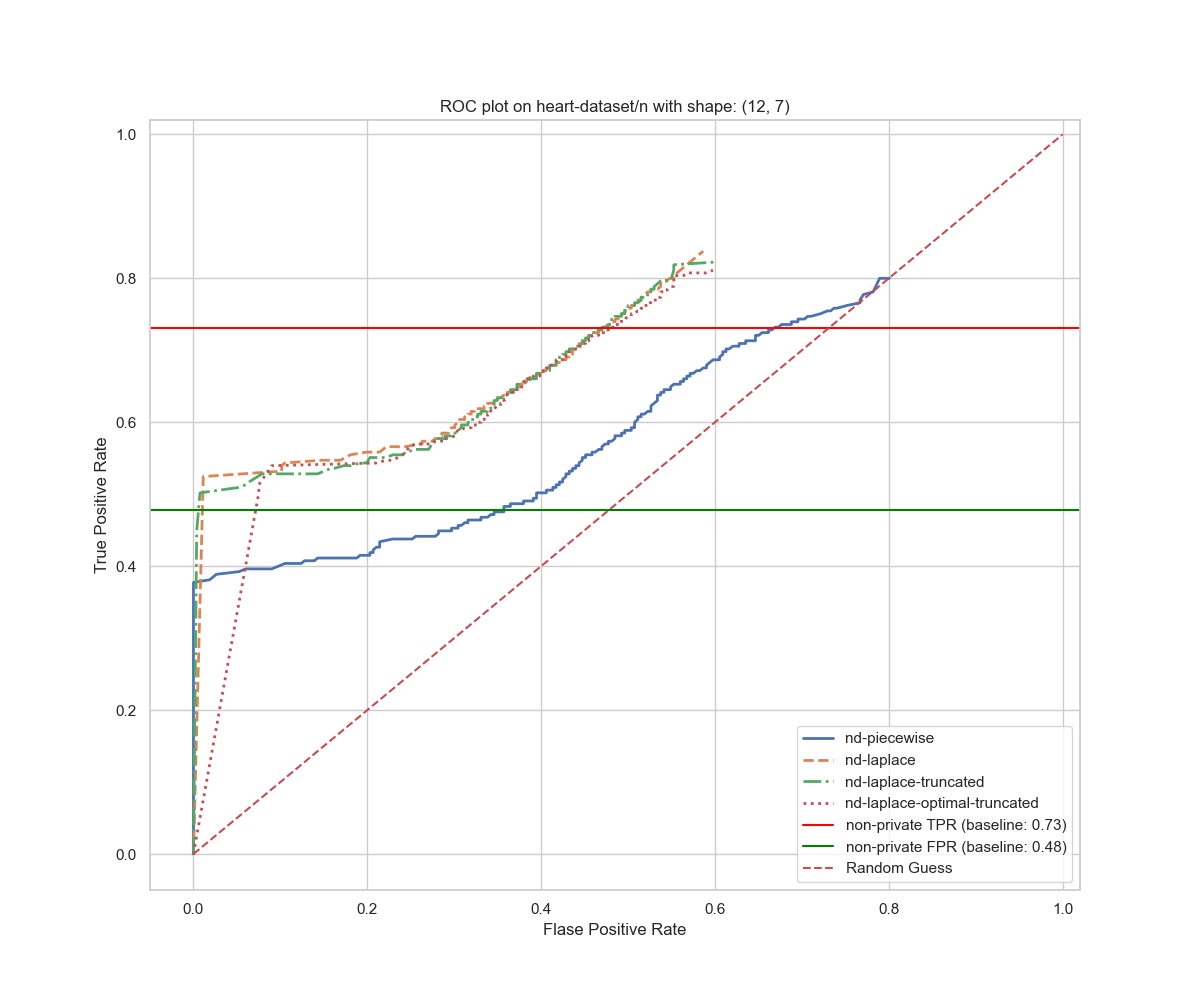 ROC plot on heart-dataset/n with shape: (12, 7)
1.0
0.8
0.6
0.4
0.2
0.0
True Positive Rate
nd-piecewise
nd-laplace
nd-laplace-truncated
nd-laplace-optimal-truncated
non-private TPR (baseline: 0.73)
non-private FPR (baseline: 0.48)
Random Guess
0.0 0.2 0.4 0.6 0.8 1.0
Flase Positive Rate